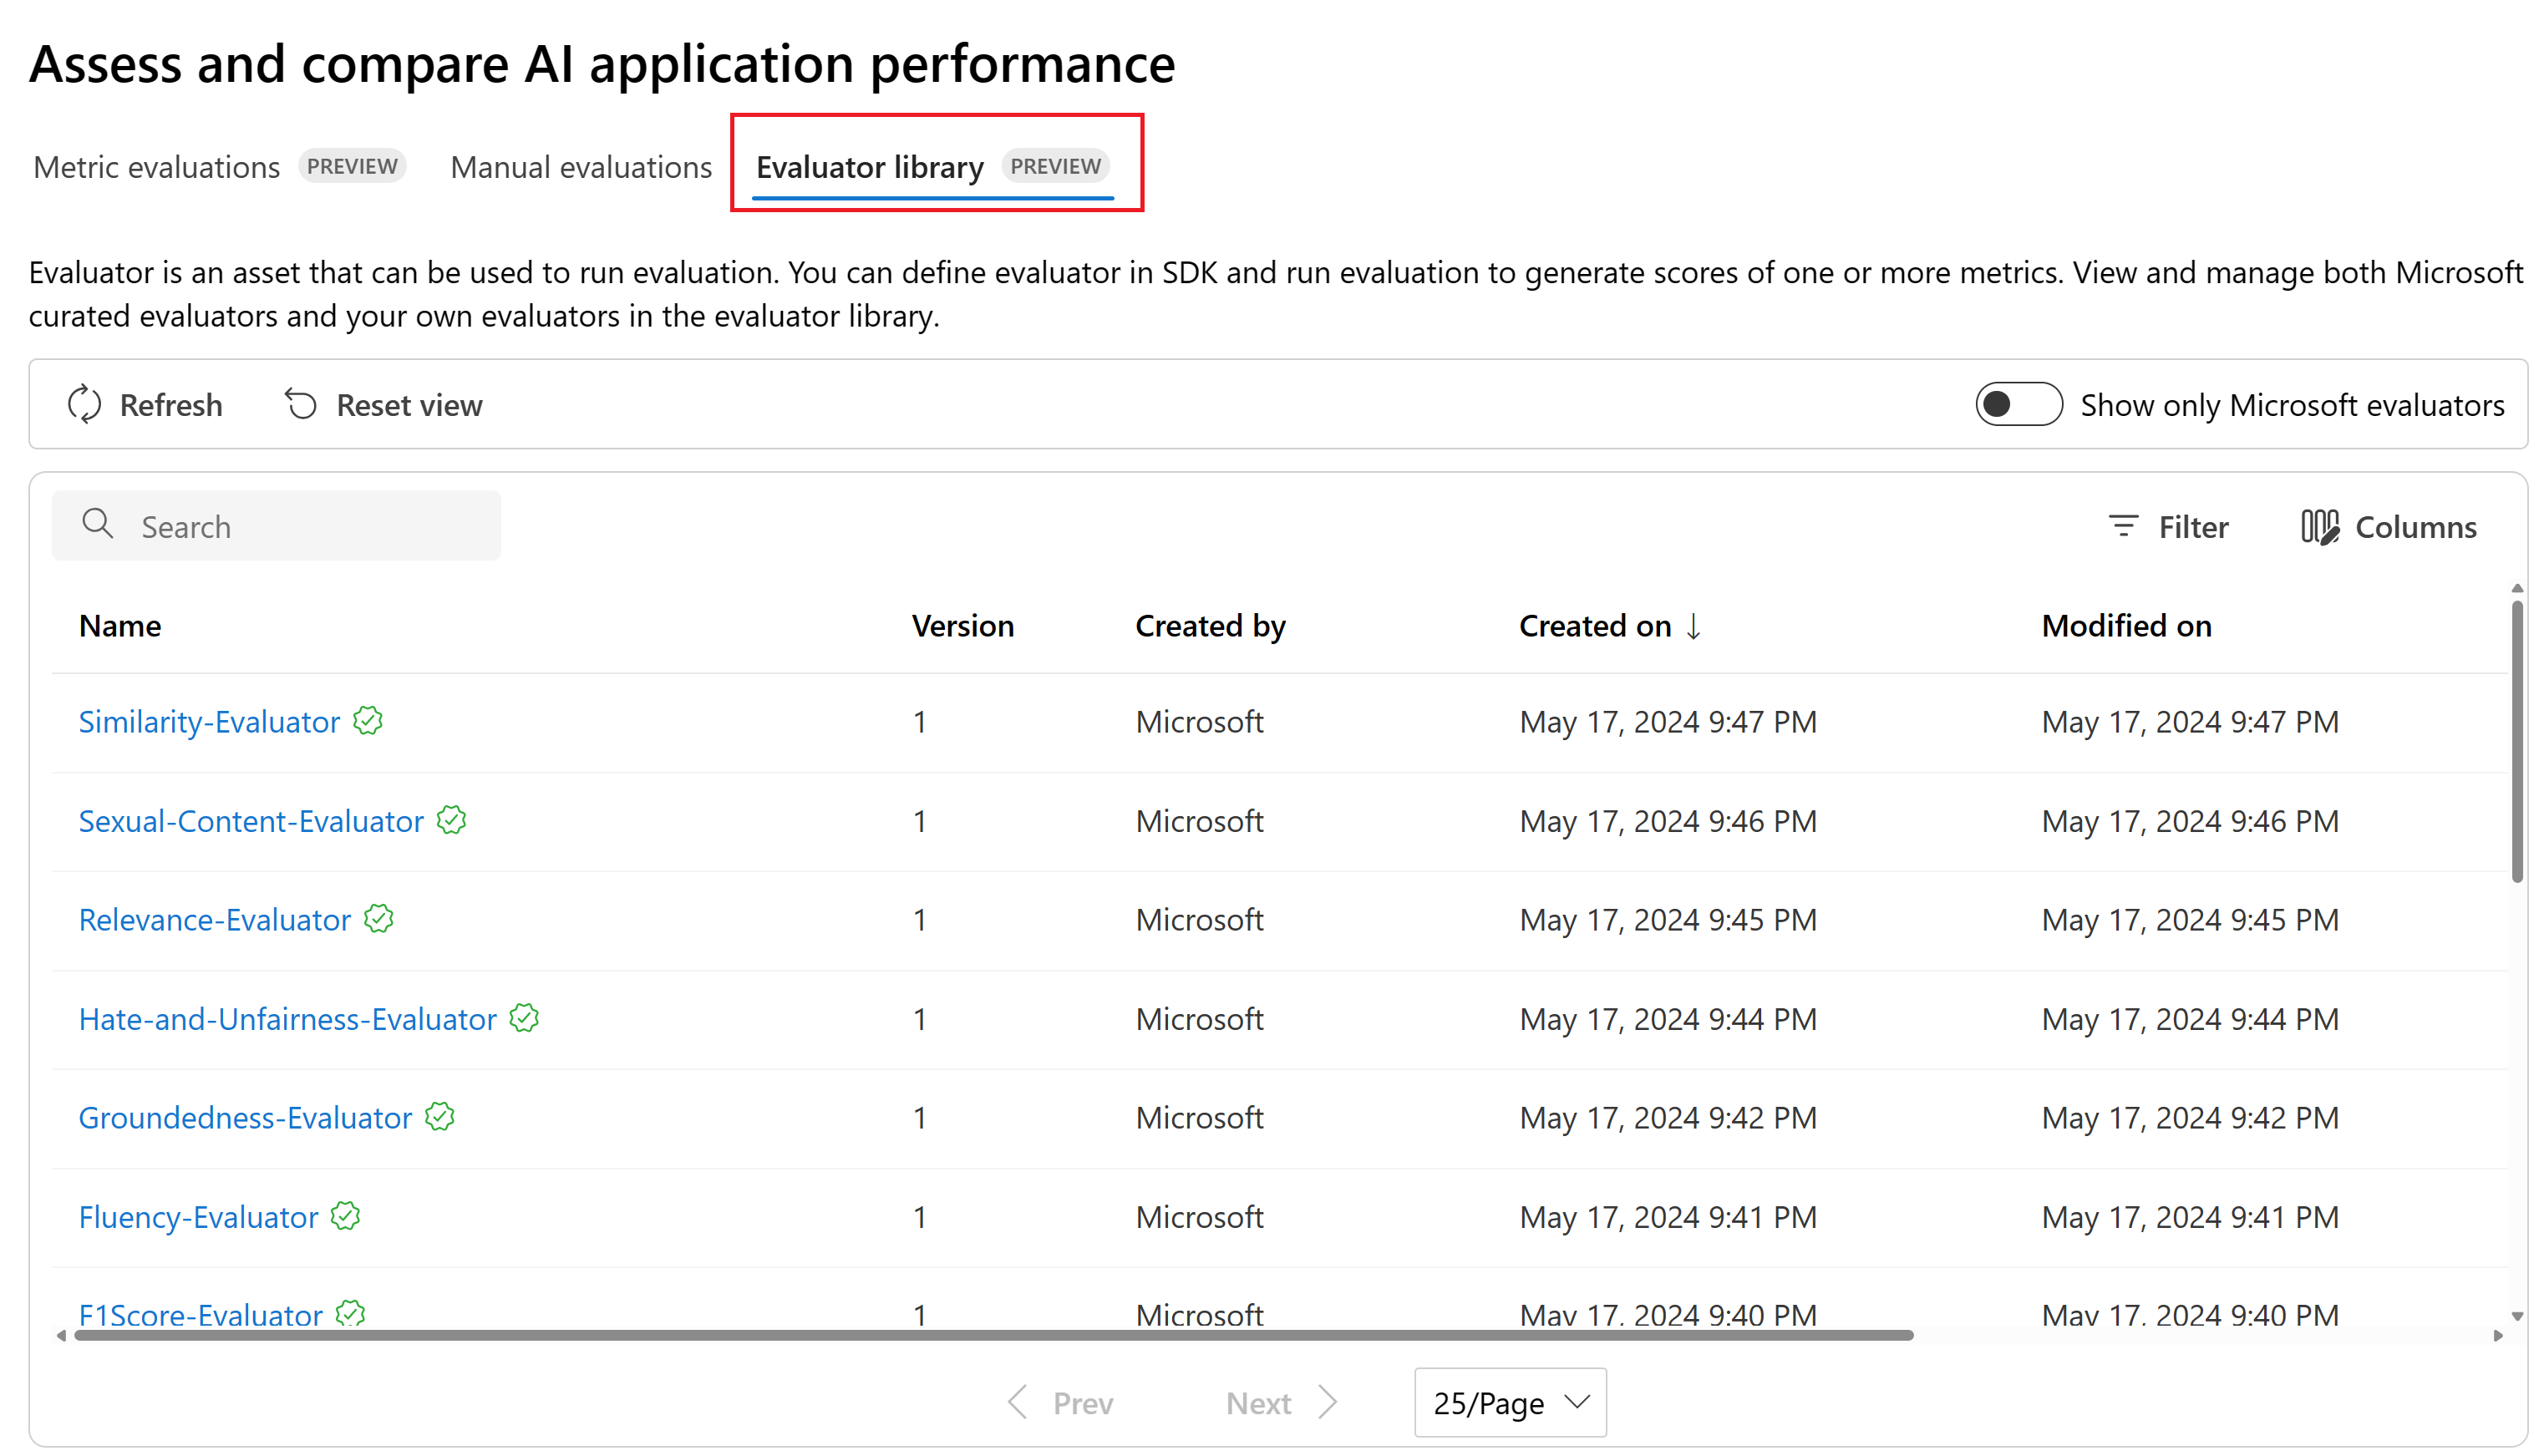 Assess and compare AI application performance
Metric evaluations PREVIEW Manual evaluations Evaluator library PREVIEW
Evaluator is an asset that can be used to run evaluation. You can define evaluator in SDK and run evaluation to generate scores of one or more metrics. View and manage both Microsoft
curated evaluators and your own evaluators in the evaluator library.
Refresh Reset view Show only Microsoft evaluators
Search Filter Columns
Name Version Created by Created on ↓ Modified on
Similarity-Evaluator 1 Microsoft May 17, 2024 9:47 PM May 17, 2024 9:47 PM
Sexual-Content-Evaluator 1 Microsoft May 17, 2024 9:46 PM May 17, 2024 9:46 PM
Relevance-Evaluator 1 Microsoft May 17, 2024 9:45 PM May 17, 2024 9:45 PM
Hate-and-Unfairness-Evaluator 1 Microsoft May 17, 2024 9:44 PM May 17, 2024 9:44 PM
Groundedness-Evaluator 1 Microsoft May 17, 2024 9:42 PM May 17, 2024 9:42 PM
Fluency-Evaluator 1 Microsoft May 17, 2024 9:41 PM May 17, 2024 9:41 PM
F1Score-Evaluator 1 Microsoft May 17, 2024 9:40 PM May 17, 2024 9:40 PM
Prev Next 25/Page